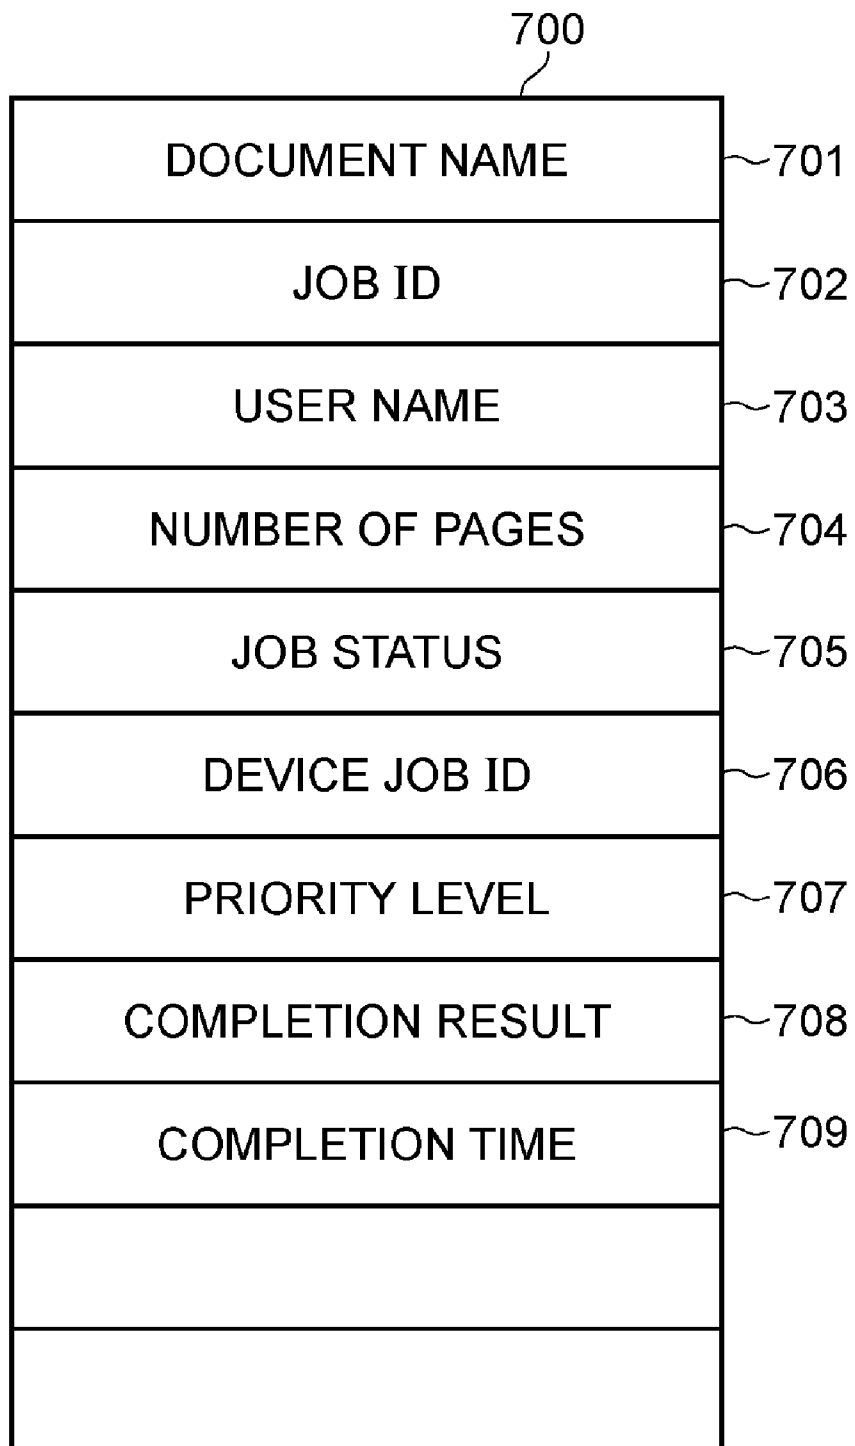 700
DOCUMENT NAME 701
JOB ID 702
USER NAME 703
NUMBER OF PAGES 704
JOB STATUS 705
DEVICE JOB ID 706
PRIORITY LEVEL 707
COMPLETION RESULT 708
COMPLETION TIME 709